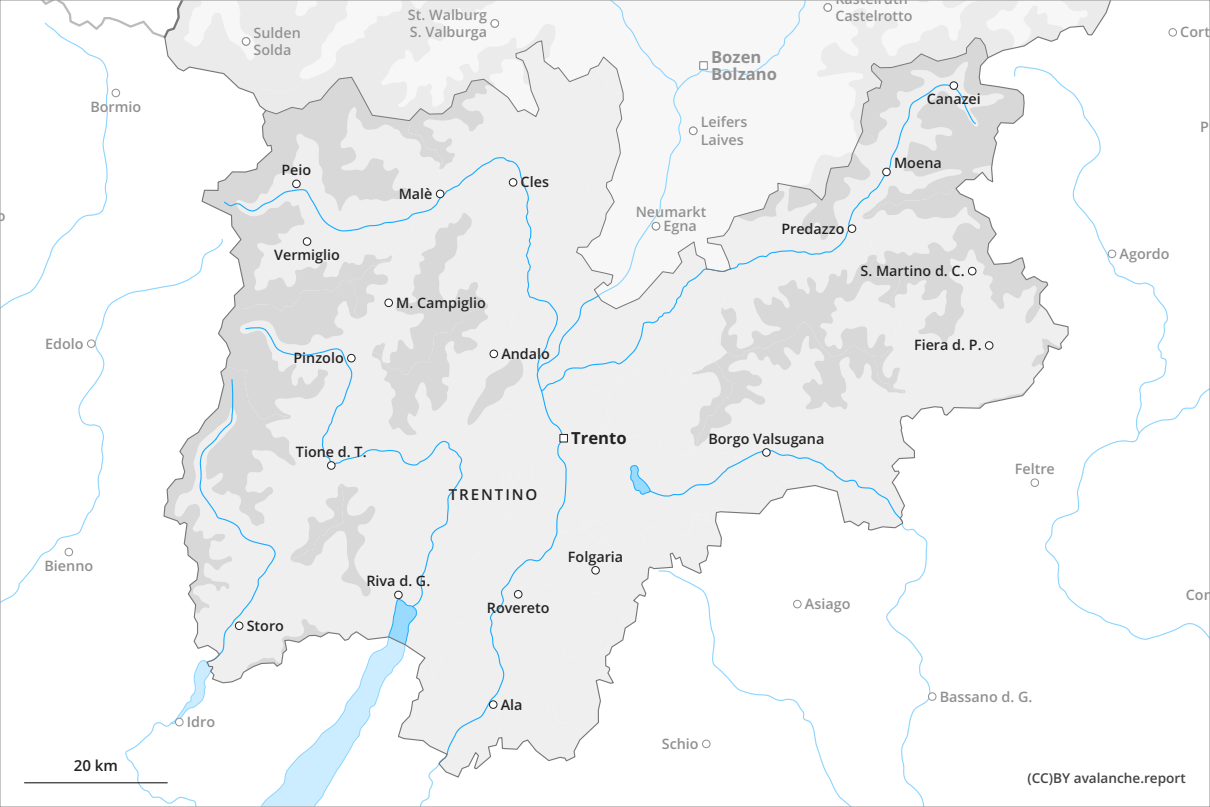 Kastelruth
Castelrotto
St. Walburg
S. Valburga
Sulden
Solda
Cort
Bozen
Bolzano
Bormio
Canazei
Leifers
Laives
P
Moena
Peio
Malè
Cles
Neumarkt
Egna
Predazzo
Vermiglio
Agordo
S. Martino d. C.
M. Campiglio
Edolo
Pinzolo
Andalo
Fiera d. P.
Trento
Borgo Valsugana
Tione d. T.
Feltre
TRENTINO
Folgaria
Bienno
Riva d. G.
Rovereto
Asiago
Cor
Storo
Bassano d. G.
Ala
Idro
Schio
20 km
(CC)BY avalanche.report